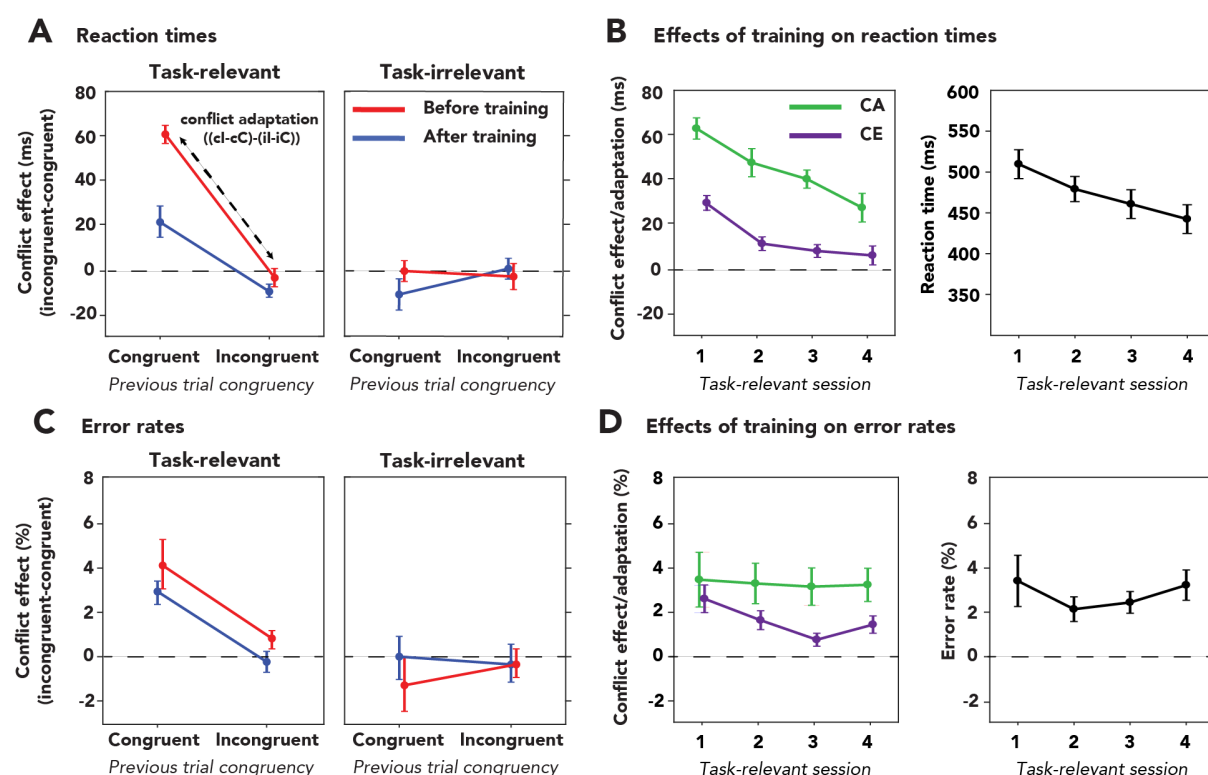 A Reaction times
Task-relevant
Task-irrelevant
Conflict effect (ms)
(incongruent-congruent)
80
60
40
20
0
-20
conflict adaptation
((cI-cC)-(iI-iC))
Before training
After training
Congruent Incongruent
Congruent Incongruent
Previous trial congruency
Previous trial congruency
B Effects of training on reaction times
Conflict effect/adaptation (ms)
80
60
40
20
0
-20
CA
CE
1 2 3 4
Task-relevant session
Reaction time (ms)
600
550
500
450
400
350
1 2 3 4
Task-relevant session
C Error rates
Task-relevant
Task-irrelevant
Conflict effect (%)
(incongruent-congruent)
8
6
4
2
0
-2
Congruent Incongruent
Congruent Incongruent
Previous trial congruency
Previous trial congruency
D Effects of training on error rates
Conflict effect/adaptation (%)
8
6
4
2
0
-2
1 2 3 4
Task-relevant session
Error rate (%)
8
6
4
2
0
-2
1 2 3 4
Task-relevant session